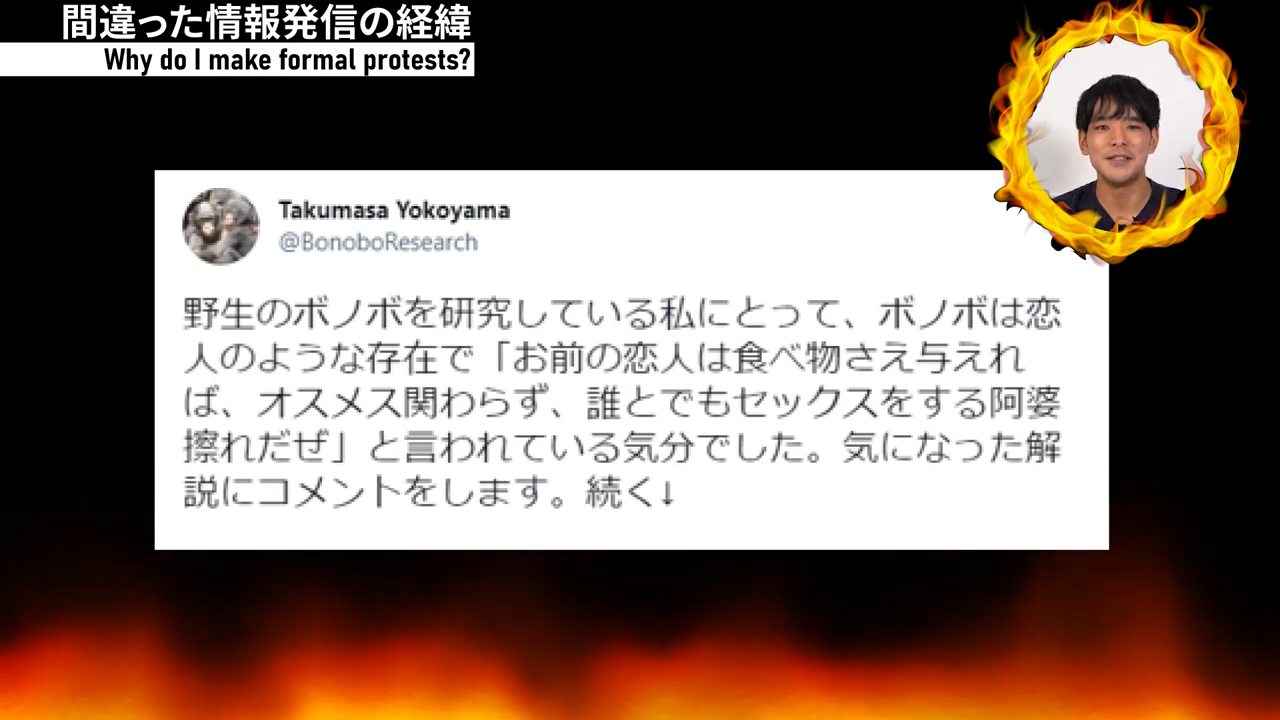 間違った情報発信の経緯
Why do I make formal protests?
Takumasa Yokoyama
@BonoboResearch
野生のボノボを研究している私にとって、ボノボは恋
人のような存在で「お前の恋人は食べ物さえ与えれ
ば、オスメス関わらず、誰とでもセックスをする阿婆
擦れだぜ」と言われている気分でした。気になった解
説にコメントをします。続く↓